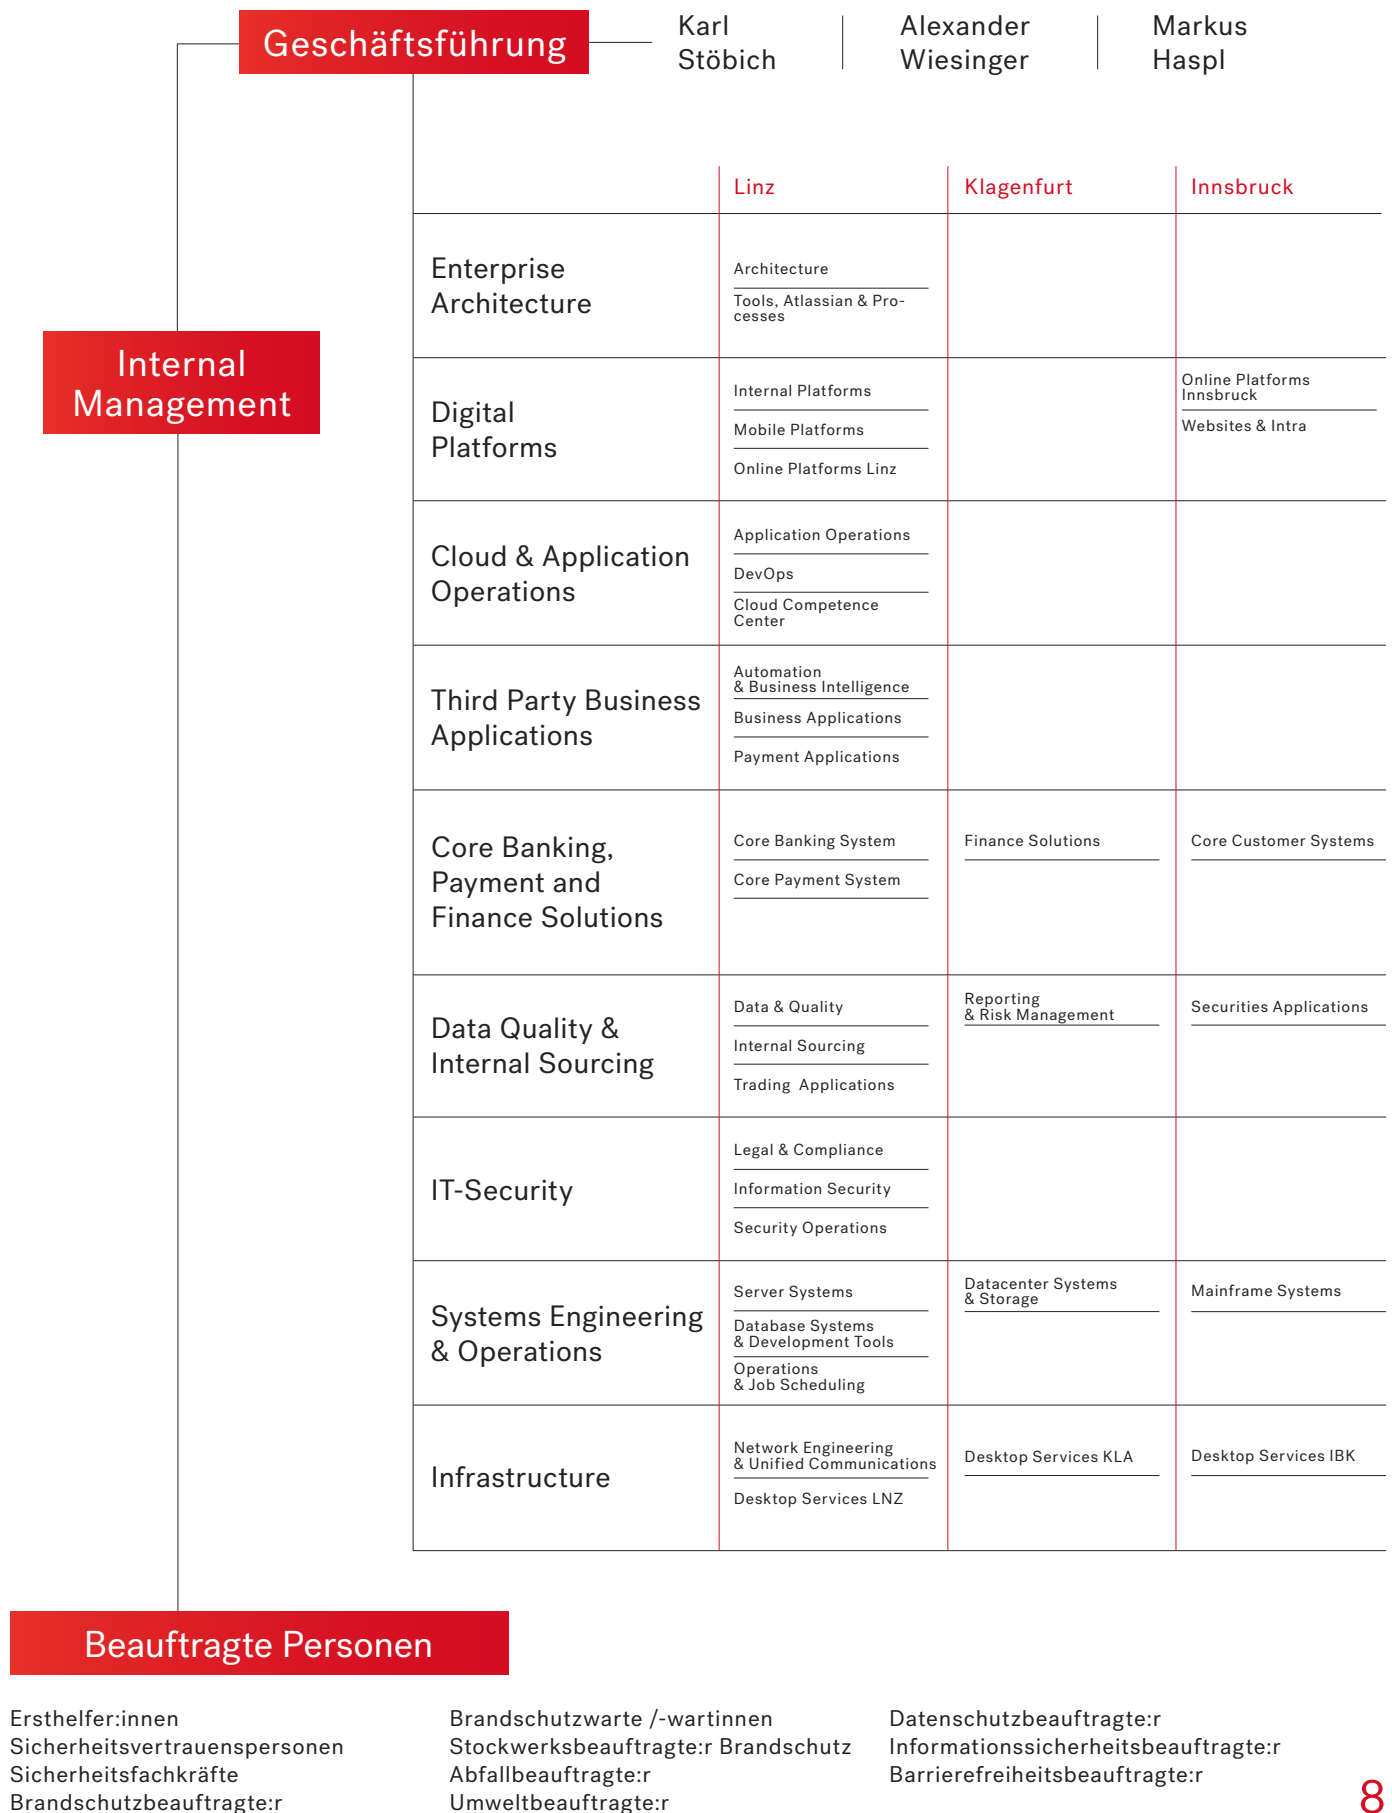 Geschäftsführung
Karl
Stöbich
Alexander
Wiesinger
Markus
Haspl
Linz
Klagenfurt
Innsbruck
Internal
Management
Enterprise
Architecture
Architecture
Tools, Atlassian & Pro-
cesses
Digital
Platforms
Internal Platforms
Mobile Platforms
Online Platforms Linz
Online Platforms
Innsbruck
Websites & Intra
Cloud & Application
Operations
Application Operations
DevOps
Cloud Competence
Center
Third Party Business
Applications
Automation
& Business Intelligence
Business Applications
Payment Applications
Core Banking,
Payment and
Finance Solutions
Core Banking System
Core Payment System
Finance Solutions
Core Customer Systems
Data Quality &
Internal Sourcing
Data & Quality
Internal Sourcing
Trading Applications
Reporting
& Risk Management
Securities Applications
IT-Security
Legal & Compliance
Information Security
Security Operations
Systems Engineering
& Operations
Server Systems
Database Systems
& Development Tools
Operations
& Job Scheduling
Datacenter Systems
& Storage
Mainframe Systems
Infrastructure
Network Engineering
& Unified Communications
Desktop Services LNZ
Desktop Services KLA
Desktop Services IBK
Beauftragte Personen
Ersthelfer:innen
Sicherheitsvertrauenspersonen
Sicherheitsfachkräfte
Brandschutzbeauftragte:r
Brandschutzwarte /-wartinnen
Stockwerksbeauftragte:r Brandschutz
Abfallbeauftragte:r
Umweltbeauftragte:r
Datenschutzbeauftragte:r
Informationssicherheitsbeauftragte:r
Barrierefreiheitsbeauftragte:r
8